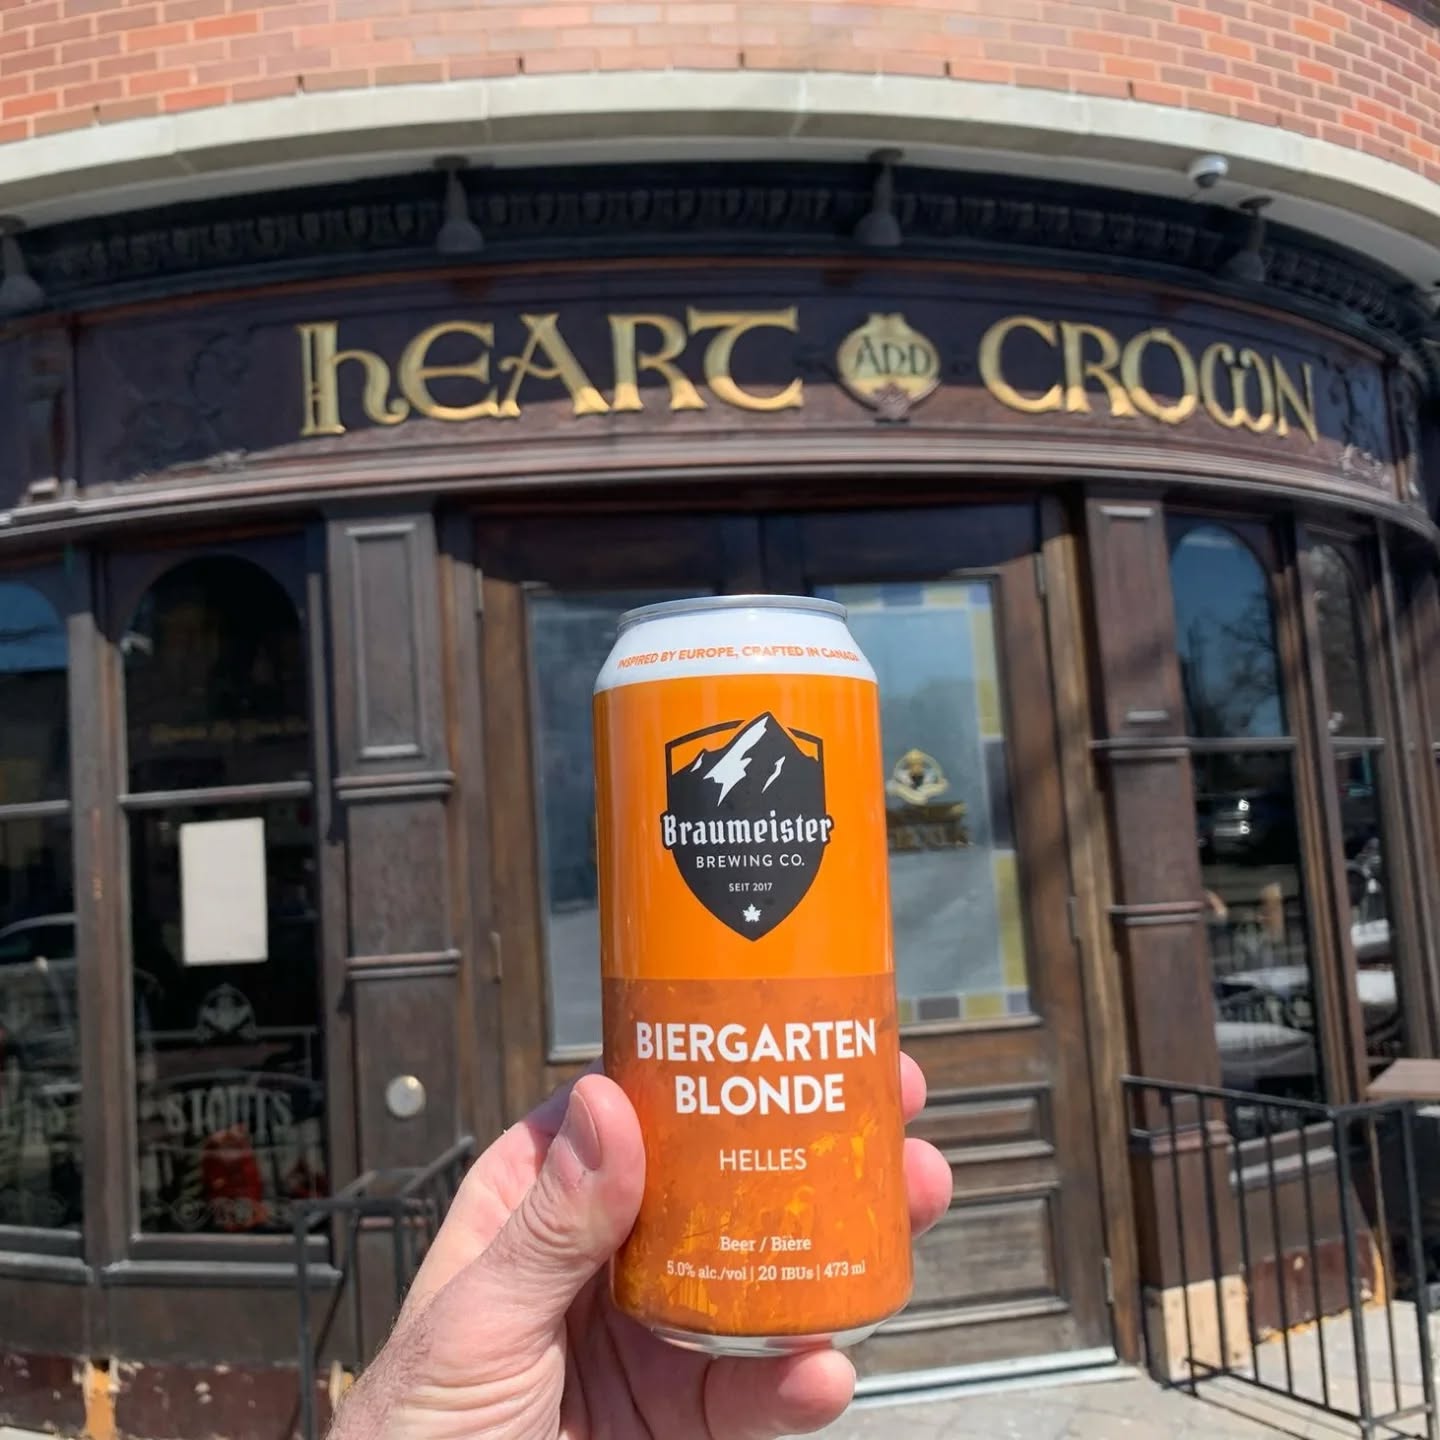 hEART AND CROWN
INSPIRED BY EUROPE, CRAFTED IN CANADA
Braumeister
BREWING CO.
SEIT 2017
BIERGARTEN
BLONDE
HELLES
Beer / Bière
5.0% alc./vol | 20 IBUs | 473 ml
STOUTS